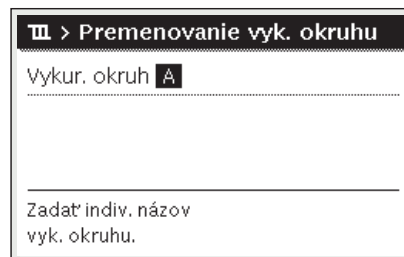 > Premenovanie vyk. okruhu
Vykur. okruh A
Zadať indiv. názov
vyk. okruhu.